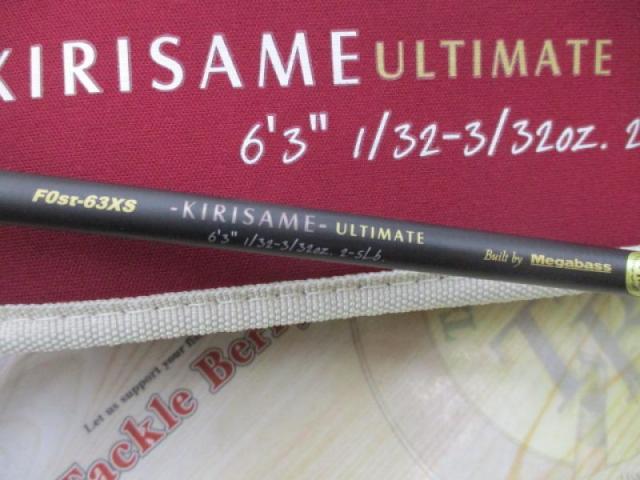 KIRISAME ULTIMATE
6'3" 1/32-3/32oz. 2
F0st-63XS
-KIRISAME- ULTIMATE
6'3" 1/32-3/32oz. 2-5Lb.
Built by Megabass
Let us support your
Tackle Berry